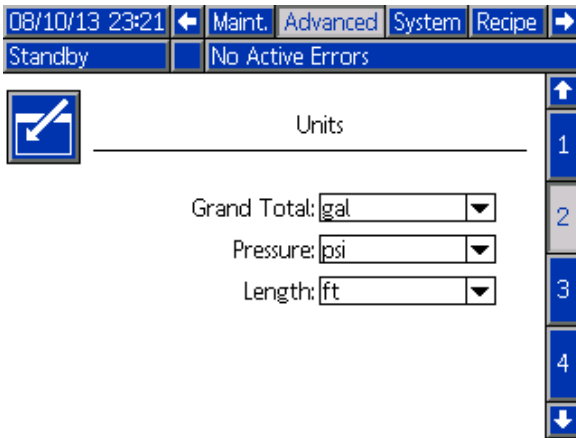 08/10/13 23:21 Maint. Advanced System Recipe
Standby No Active Errors
Units
1
Grand Total: gal
2
Pressure: psi
Length: ft
3
4